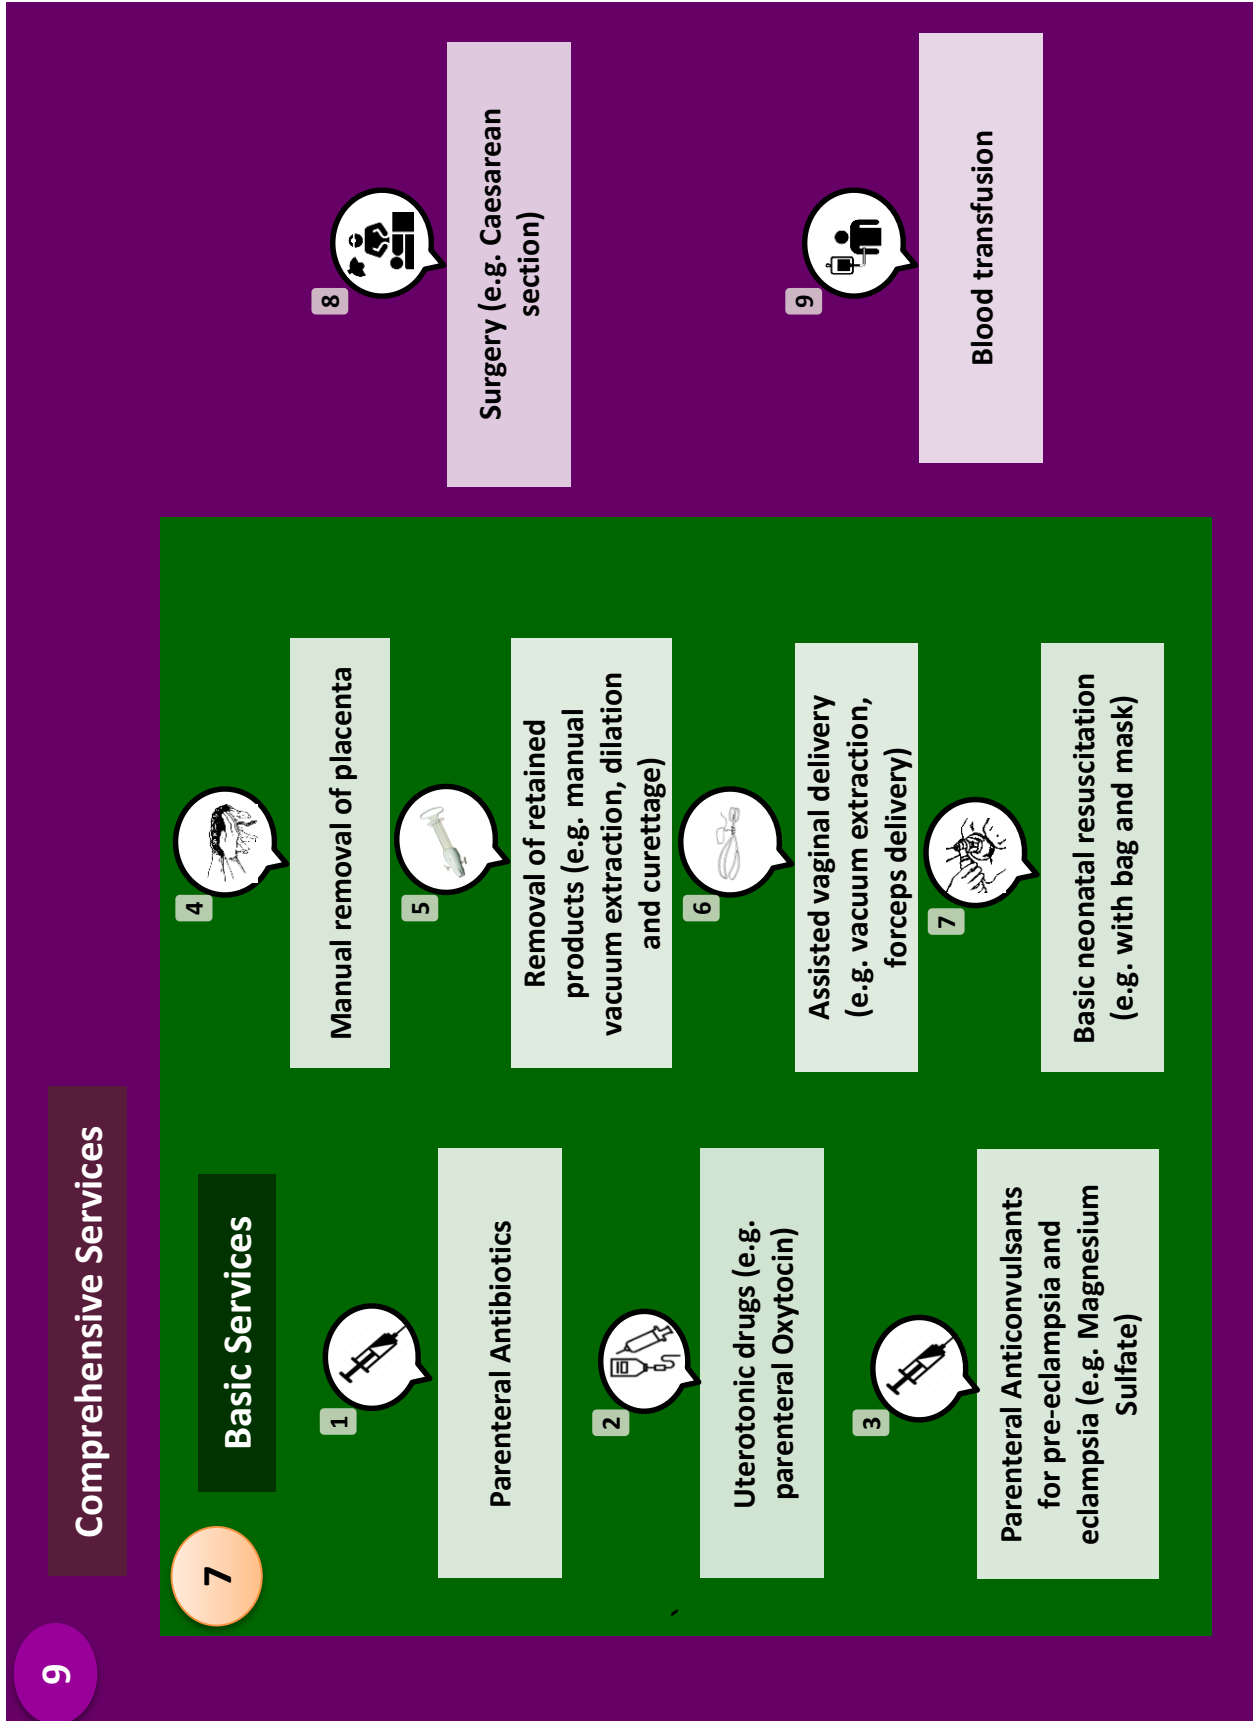 9
Comprehensive Services
7
Basic Services
1
Parenteral Antibiotics
2
Uterotonic drugs (e.g.
parenteral Oxytocin)
3
Parenteral Anticonvulsants
for pre-eclampsia and
eclampsia (e.g. Magnesium
Sulfate)
4
Manual removal of placenta
5
Removal of retained
products (e.g. manual
vacuum extraction, dilation
and curettage)
6
Assisted vaginal delivery
(e.g. vacuum extraction,
forceps delivery)
7
Basic neonatal resuscitation
(e.g. with bag and mask)
8
Surgery (e.g. Caesarean
section)
9
Blood transfusion